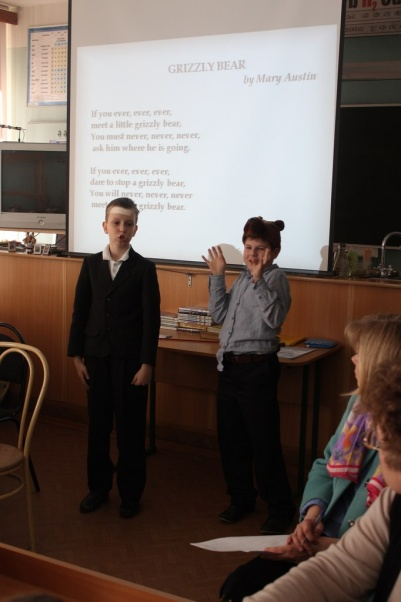 GRIZZLY BEAR
by Mary Austin
If you ever, ever, ever,
meet a little grizzly bear,
You must never, never, never,
ask him where he is going,
If you ever, ever, ever,
dare to stop a grizzly bear,
You will never, never, never
meet grizzly bear.